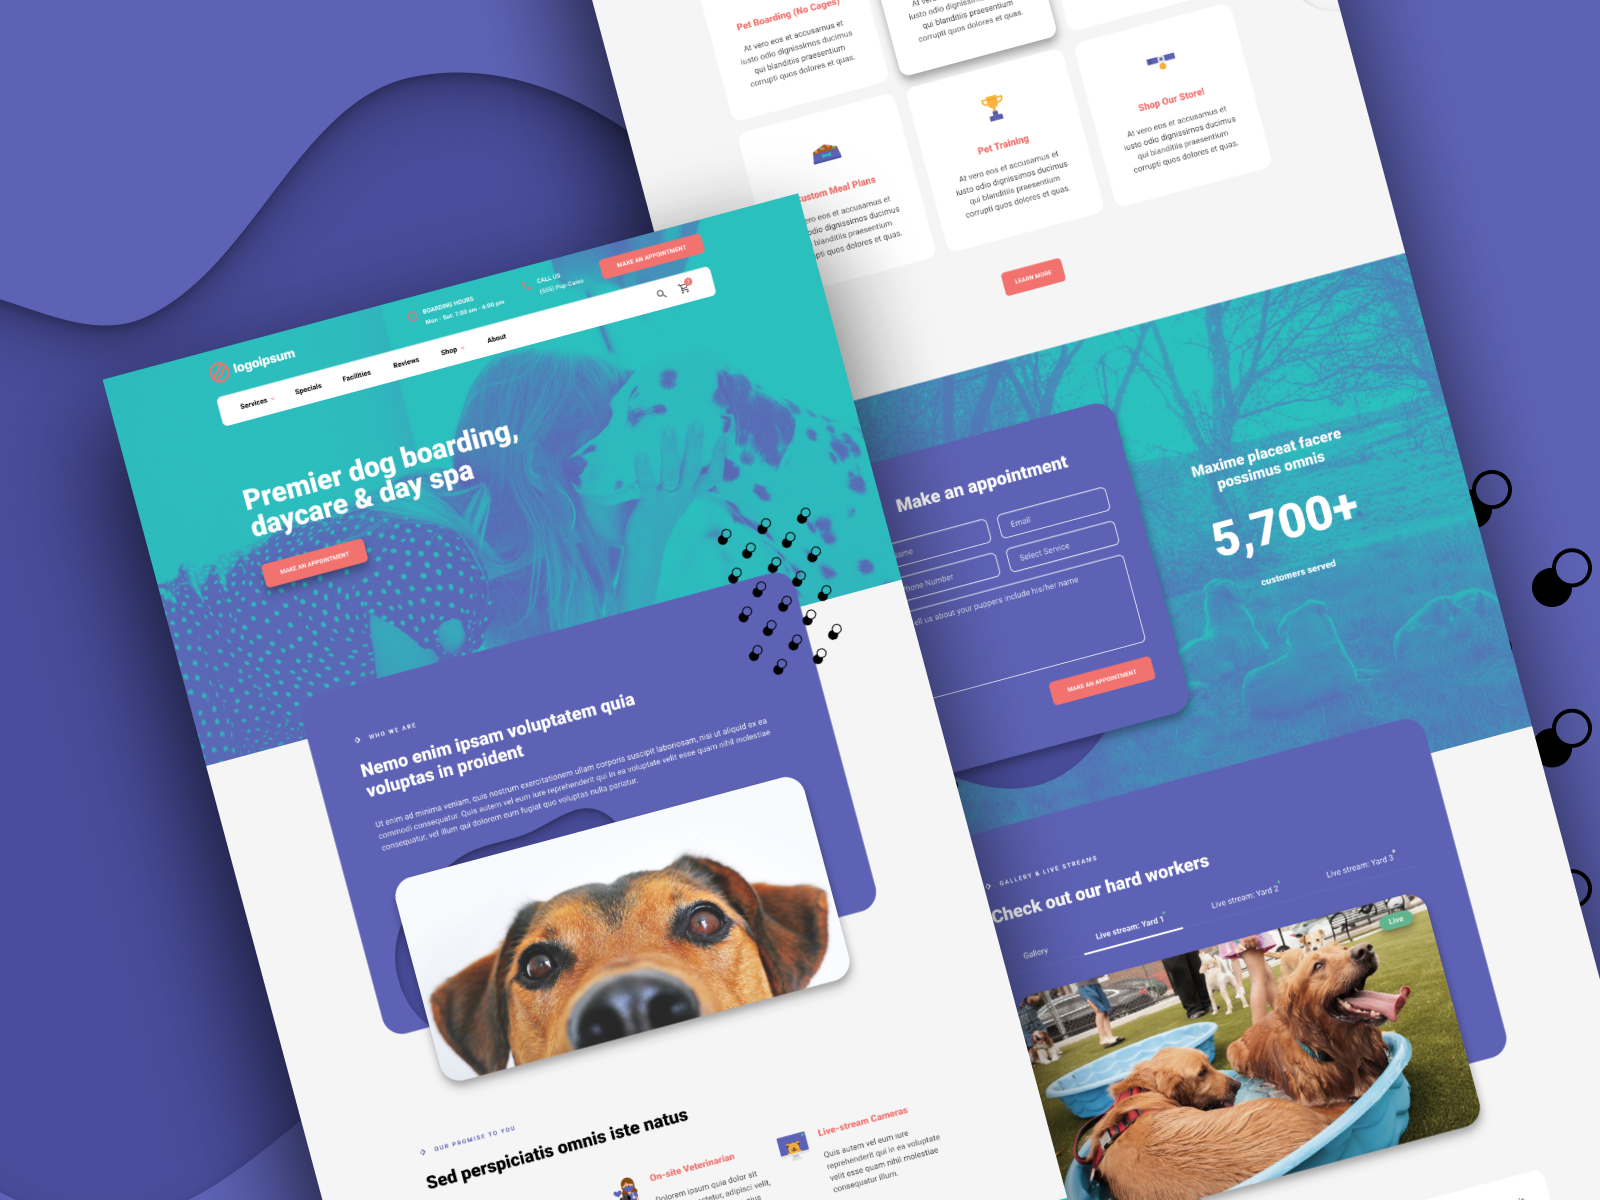 logoipsum
BOARDING HOURS
Mon - Sat: 7:00 am - 6:00 pm
CALL US
(555) Pup-Cares
MAKE AN APPOINTMENT
Services
Specials
Facilities
Reviews
Shop
About
Premier dog boarding,
daycare & day spa
MAKE AN APPOINTMENT
WHO WE ARE
Nemo enim ipsam voluptatem quia
voluptas in proident
Ut enim ad minima veniam, quis nostrum exercitationem ullam corporis suscipit laboriosam, nisi ut aliquid ex ea
commodi consequatur. Quis autem vel eum iure reprehenderit qui in ea voluptate velit esse quam nihil molestiae
consequatur, vel illum qui dolorem eum fugiat quo voluptas nulla pariatur.
OUR PROMISE TO YOU
Sed perspiciatis omnis iste natus
On-site Veterinarian
Dolorem ipsum quia dolor sit
adipisci velit,
Live-stream Cameras
Quis autem vel eum iure
reprehenderit qui in ea voluptate
velit esse quam nihil molestiae
consequatur illum.
Pet Boarding (No Cages)
At vero eos et accusamus et
iusto odio dignissimos ducimus
qui blanditiis praesentium
corrupti quos dolores et quas.
iusto odio dignissimos ducimus
qui blanditiis praesentium
corrupti quos dolores et quas.
Custom Meal Plans
vero eos et accusamus et
odio dignissimos ducimus
blanditiis praesentium
quos dolores et quas.
Pet Training
At vero eos et accusamus et
iusto odio dignissimos ducimus
qui blanditiis praesentium
corrupti quos dolores et quas.
Shop Our Store!
At vero eos et accusamus et
iusto odio dignissimos ducimus
qui blanditiis praesentium
corrupti quos dolores et quas.
LEARN MORE
Make an appointment
Name
Email
Phone Number
Select Service
Tell us about your puppers include his/her name
MAKE AN APPOINTMENT
Maxime placeat facere
possimus omnis
5,700+
customers served
GALLERY & LIVE STREAMS
Check out our hard workers
Gallery
Live stream: Yard 1
Live stream: Yard 2
Live stream: Yard 3
Live